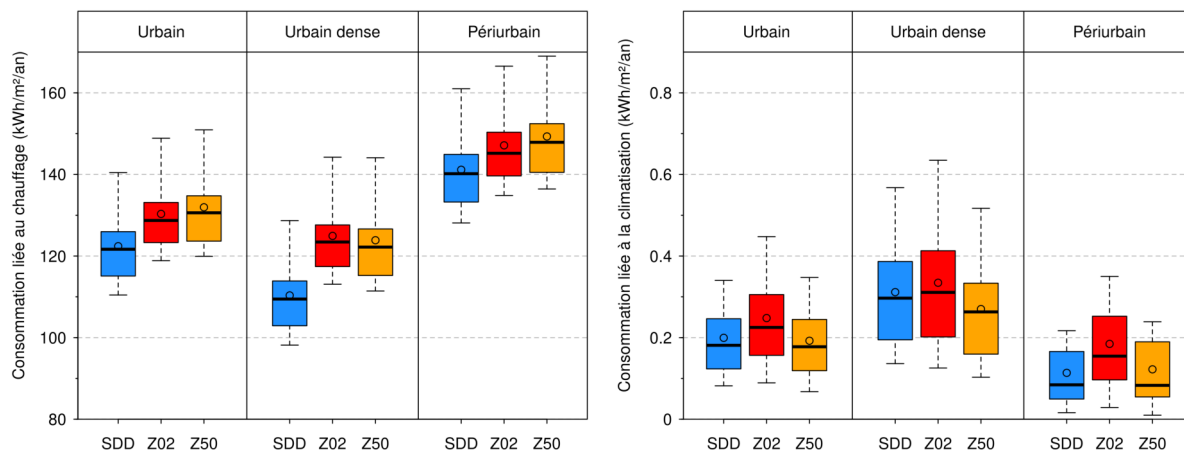 Urbain Urbain dense Périurbain
Consommation liée au chauffage (kWh/m²/an)
160
140
120
100
80
SDD Z02 Z50 SDD Z02 Z50 SDD Z02 Z50
Urbain Urbain dense Périurbain
Consommation liée à la climatisation (kWh/m²/an)
0.8
0.6
0.4
0.2
0
SDD Z02 Z50 SDD Z02 Z50 SDD Z02 Z50